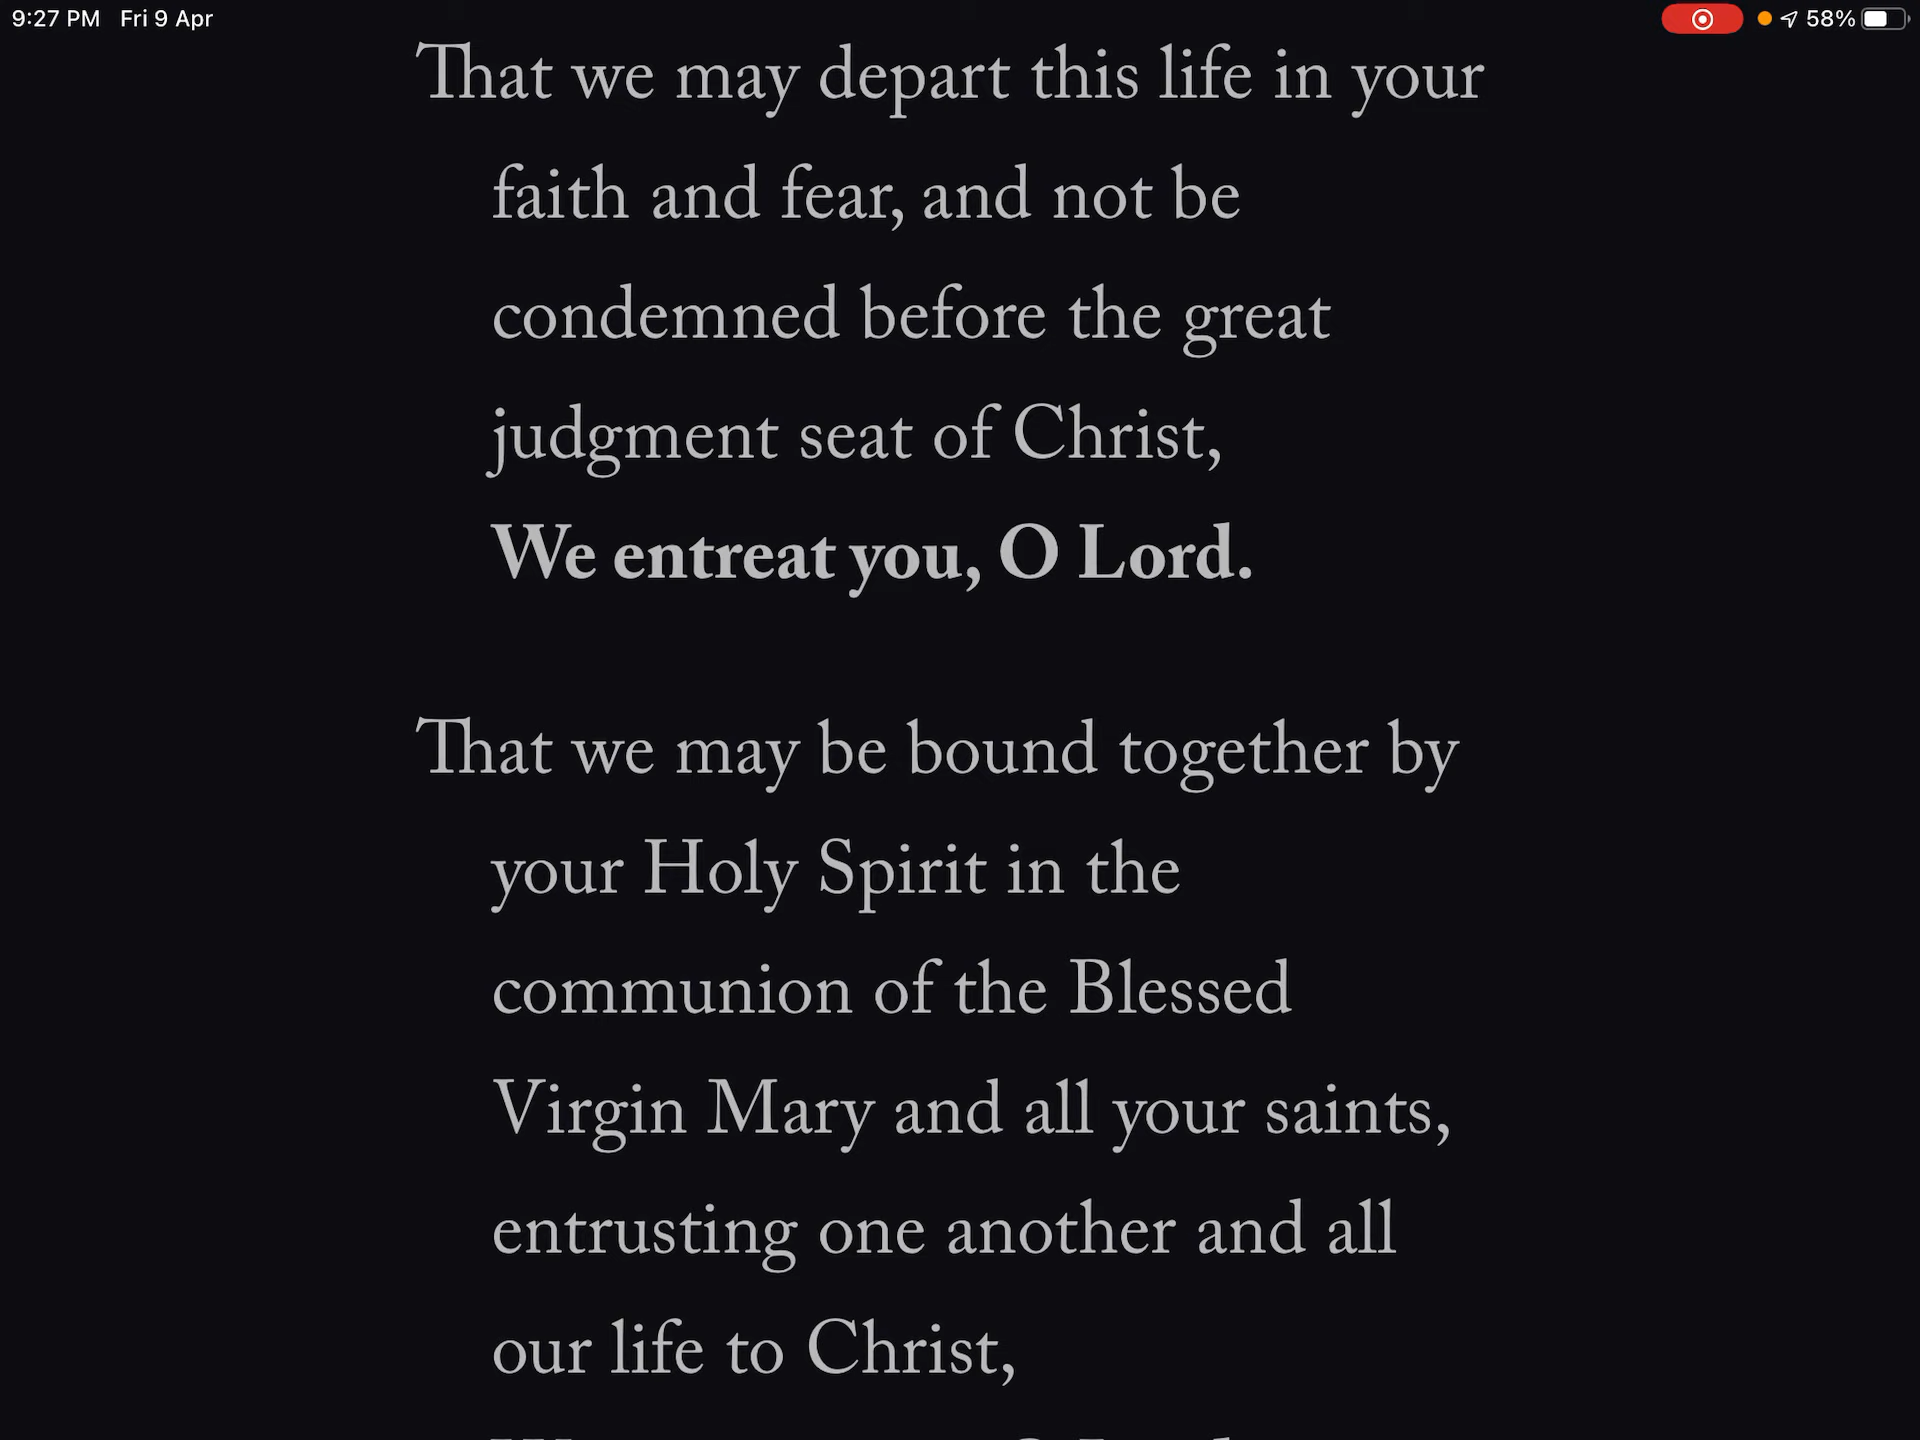 9:27 PM Fri 9 Apr 58%
That we may depart this life in your
faith and fear, and not be
condemned before the great
judgment seat of Christ,
We entreat you, O Lord.
That we may be bound together by
your Holy Spirit in the
communion of the Blessed
Virgin Mary and all your saints,
entrusting one another and all
our life to Christ,